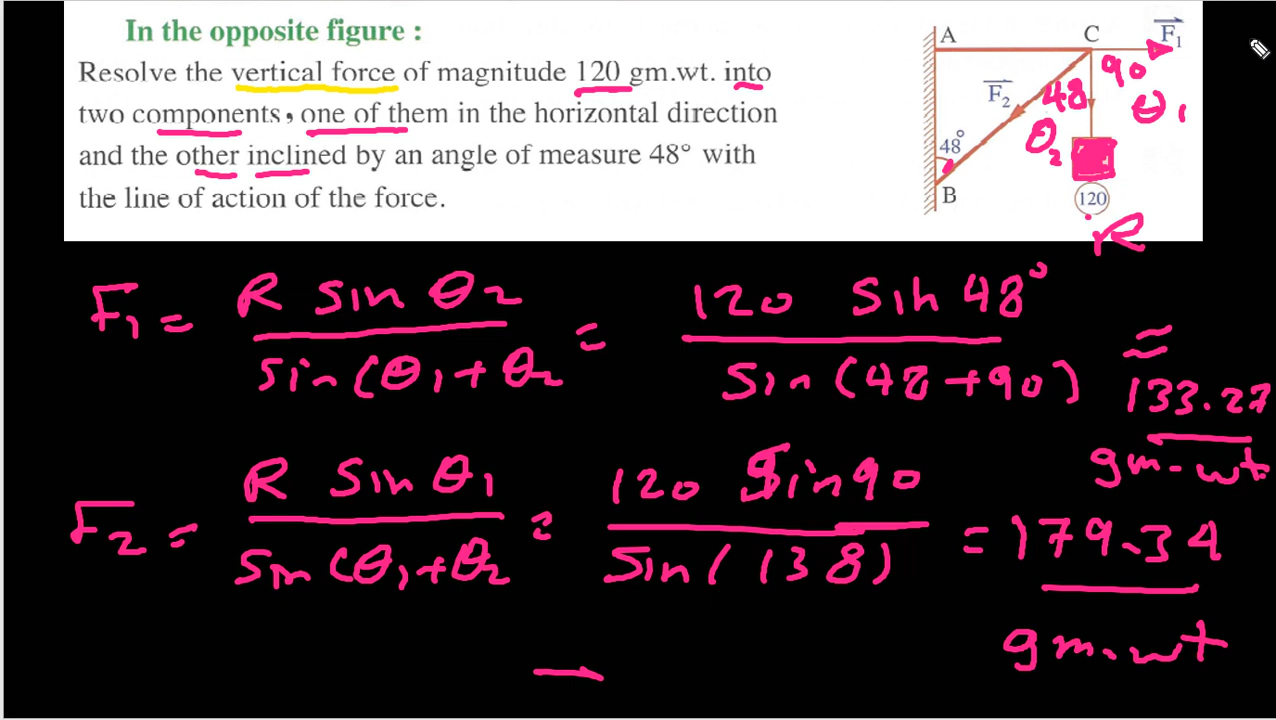 In the opposite figure :
Resolve the vertical force of magnitude 120 gm.wt. into
two components , one of them in the horizontal direction
and the other inclined by an angle of measure 48° with
the line of action of the force.
A C F₁
90
F₂ 48 θ₁
48° θ₂
B 120
R
F₁ = R sin θ₂ / sin(θ₁+θ₂ = 120 sin 48° / sin(48+90) ≈ 133.27
gm.wt.
F₂ = R sin θ₁ / sin(θ₁+θ₂ = 120 sin90 / sin(138) = 179.34
gm.wt